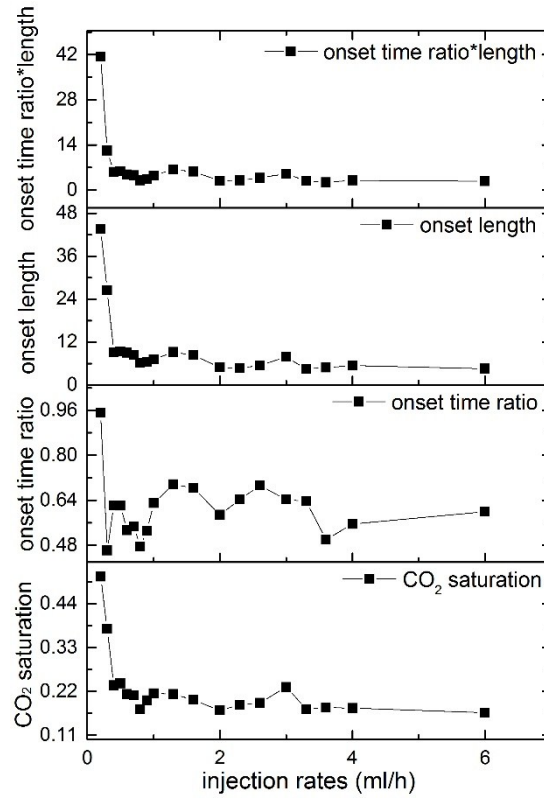 onset time ratio*length
42
28
14
0
onset time ratio*length
onset length
48
36
24
12
0
onset length
onset time ratio
0.96
0.80
0.64
0.48
onset time ratio
CO₂ saturation
0.44
0.33
0.22
0.11
CO₂ saturation
0 2 4 6
injection rates (ml/h)